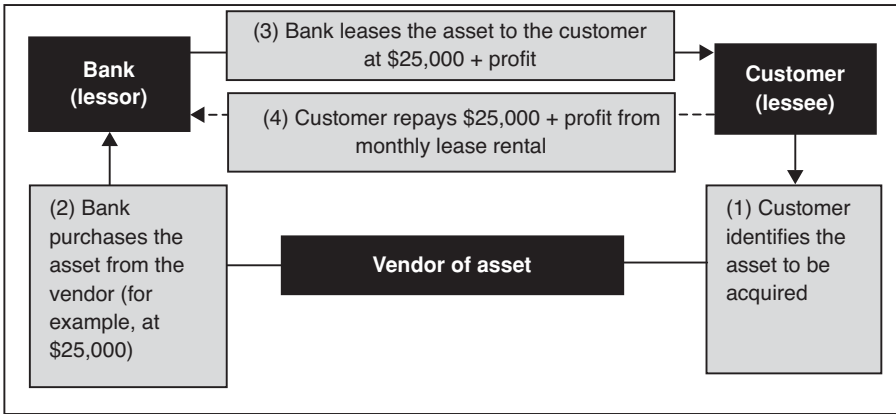 (3) Bank leases the asset to the customer
at $25,000 + profit
Bank
(lessor)
Customer
(lessee)
(4) Customer repays $25,000 + profit from
monthly lease rental
(2) Bank
purchases the
asset from the
vendor (for
example, at
$25,000)
Vendor of asset
(1) Customer
identifies the
asset to be
acquired